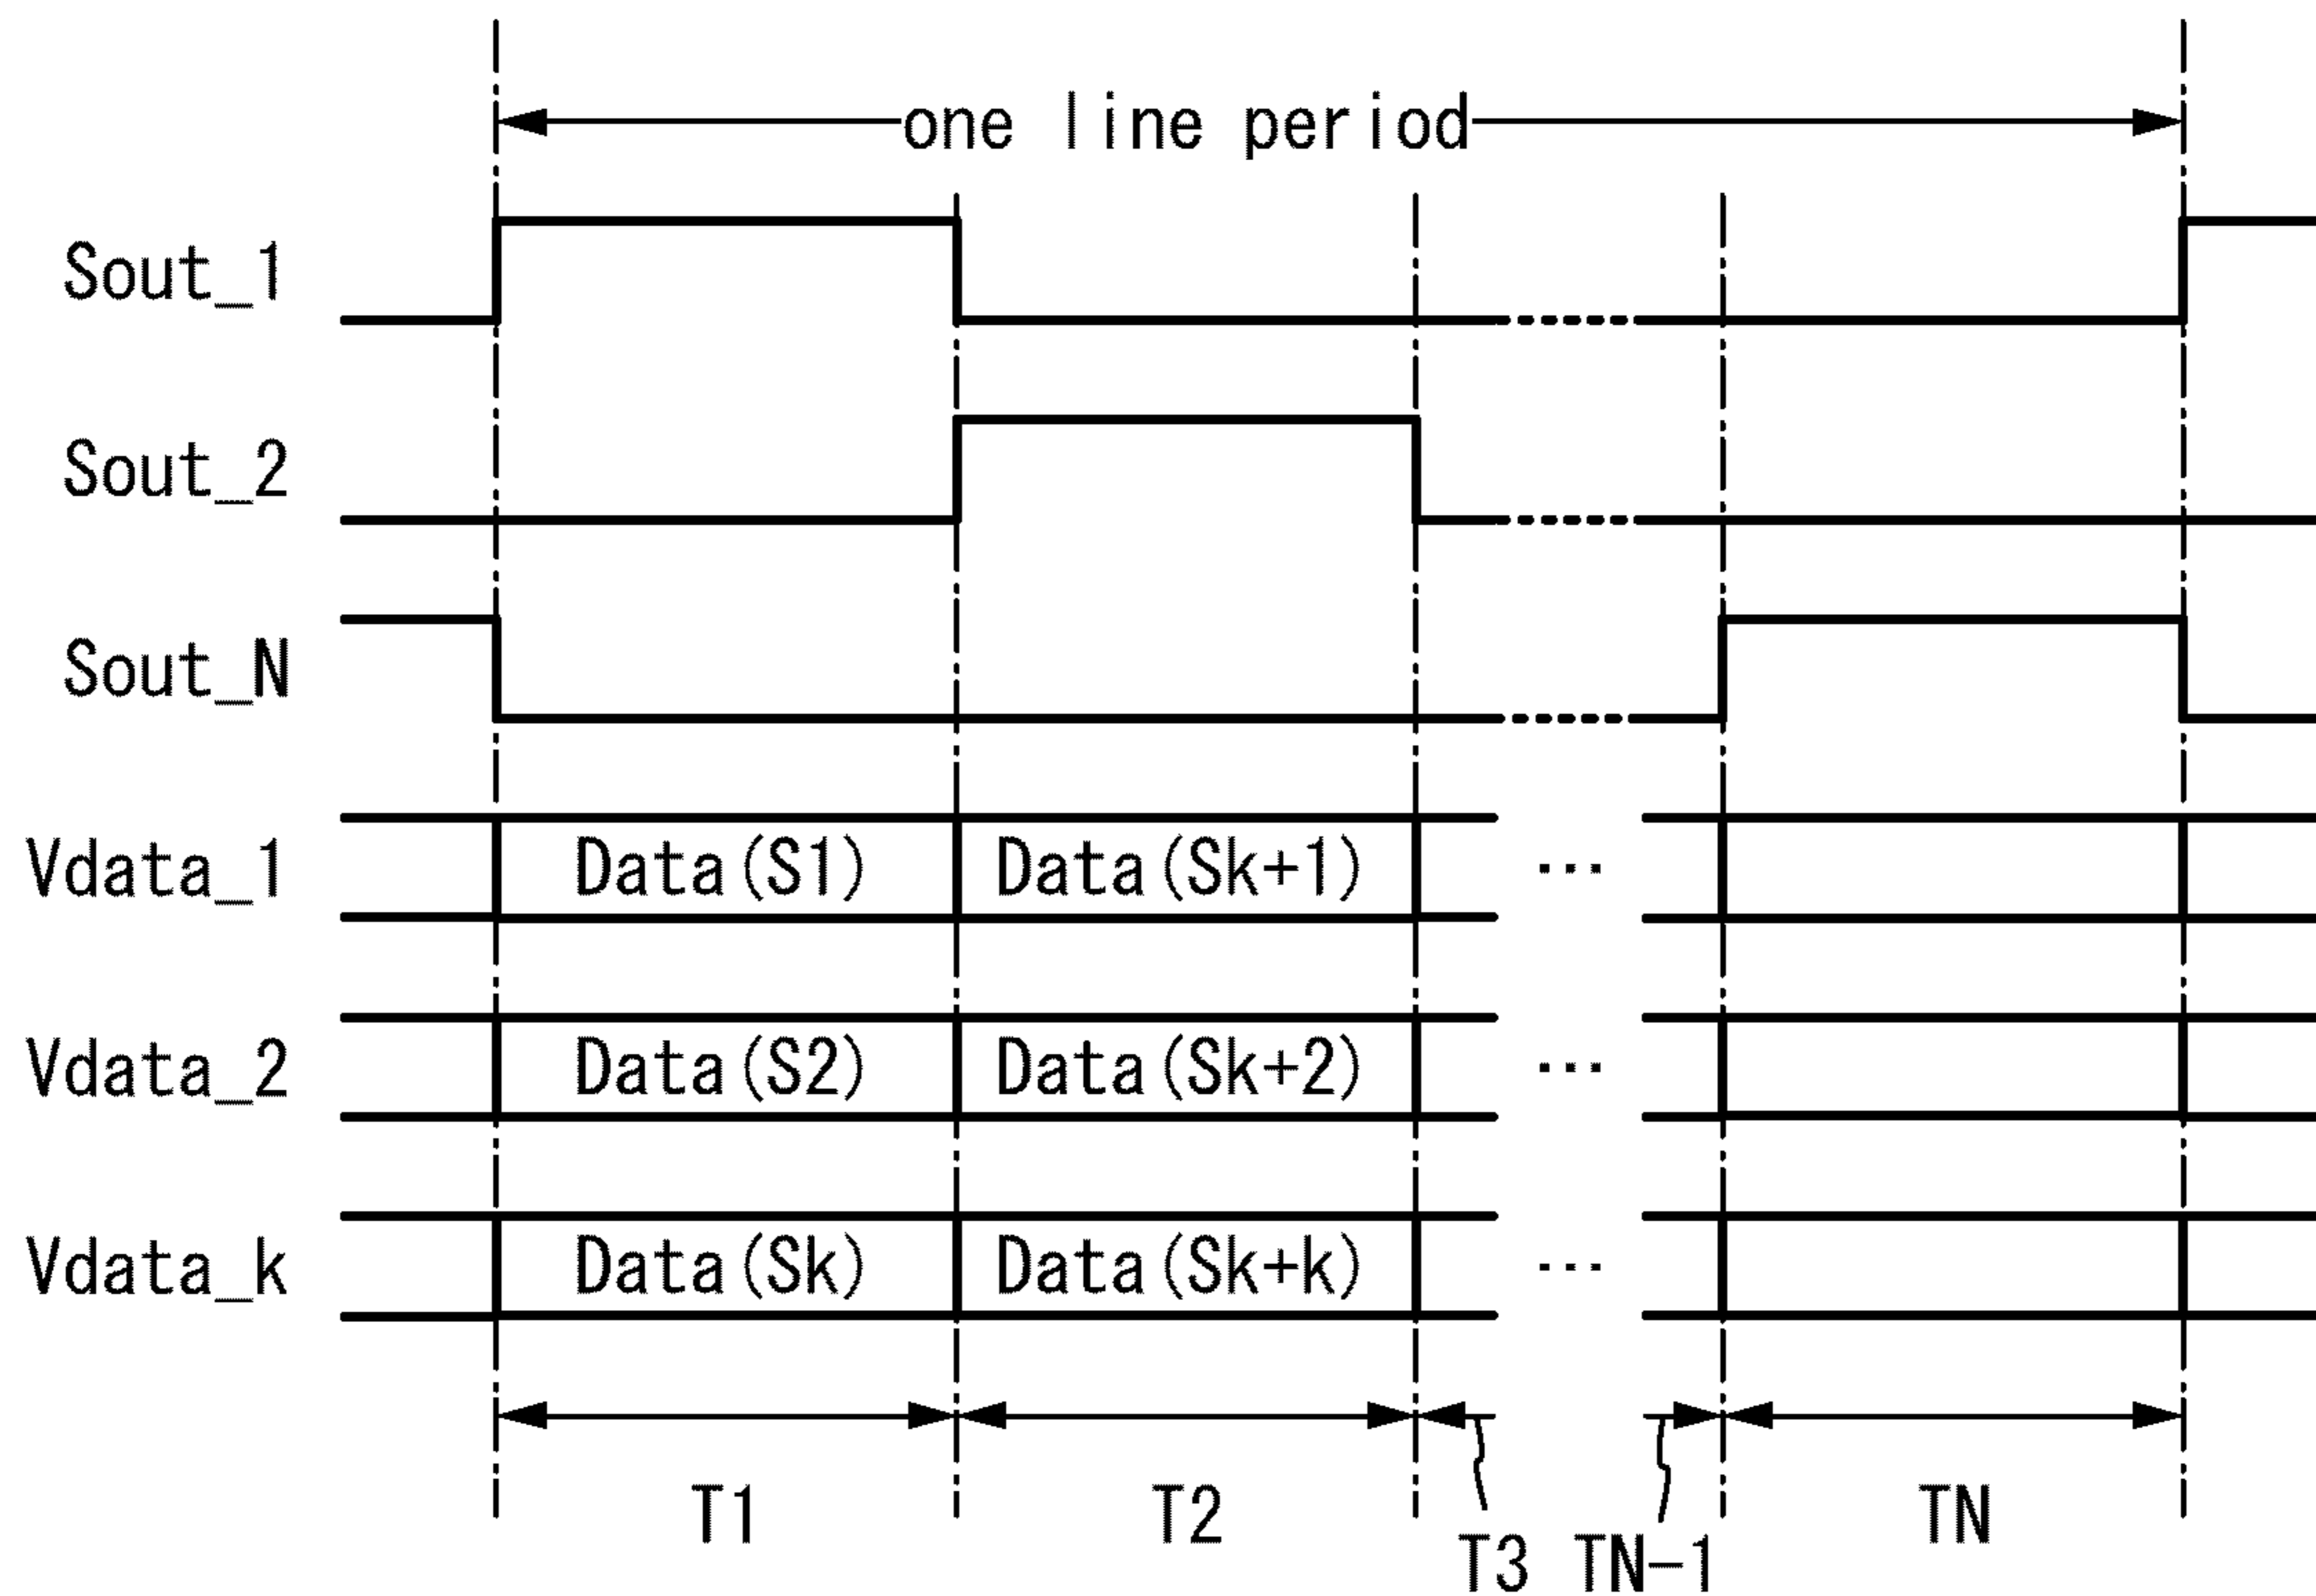 one line period
Sout_1
Sout_2
Sout_N
Vdata_1 Data(S1) Data(Sk+1) ...
Vdata_2 Data(S2) Data(Sk+2) ...
Vdata_k Data(Sk) Data(Sk+k) ...
T1 T2 TN
T3 TN-1